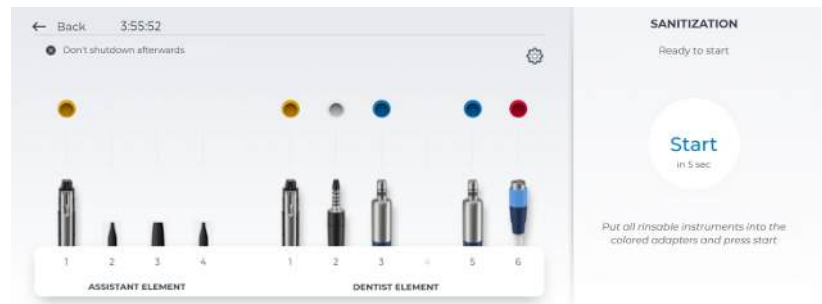 ← Back 3:55:52
Don't shutdown afterwards
1 2 3 4
ASSISTANT ELEMENT
1 2 3 4 5 6
DENTIST ELEMENT
SANITIZATION
Ready to start
Start
in 5 sec
Put all rinsable instruments into the
colored adapters and press start